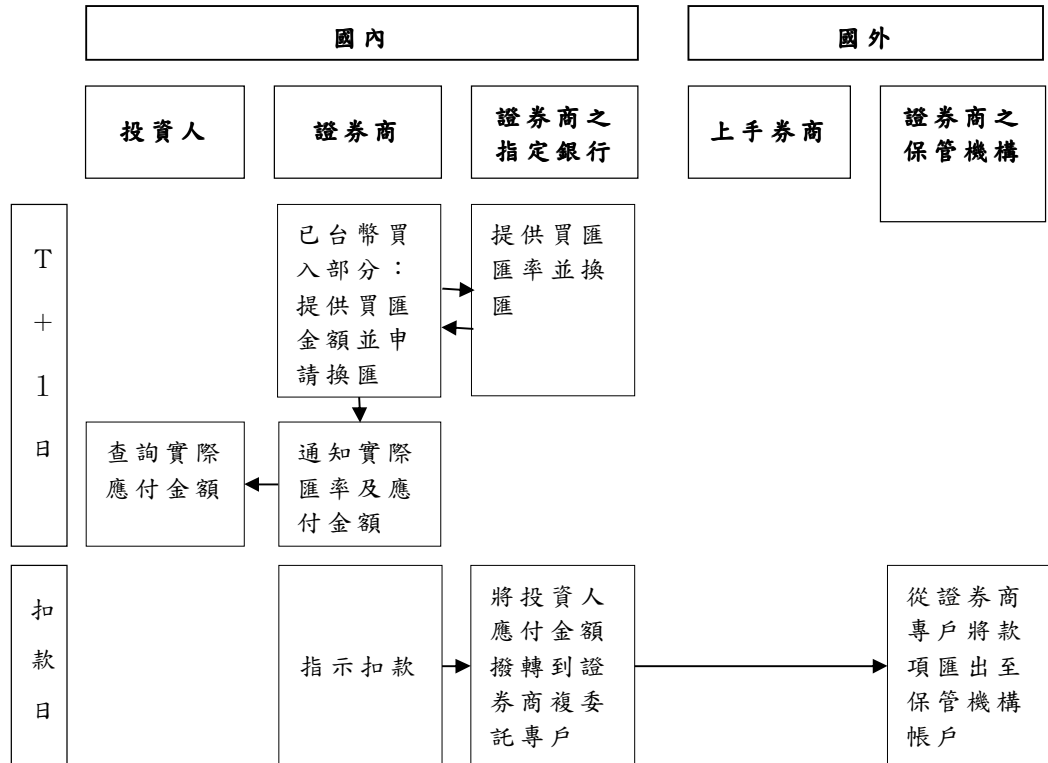 國內
國外
投資人
證券商
證券商之
指定銀行
上手券商
證券商之
保管機構
T
+
1
日
已台幣買
入部分：
提供買匯
金額並申
請換匯
提供買匯
匯率並換
匯
查詢實際
應付金額
通知實際
匯率及應
付金額
扣
款
日
指示扣款
將投資人
應付金額
撥轉到證
券商複委
託專戶
從證券商
專戶將款
項匯出至
保管機構
帳戶